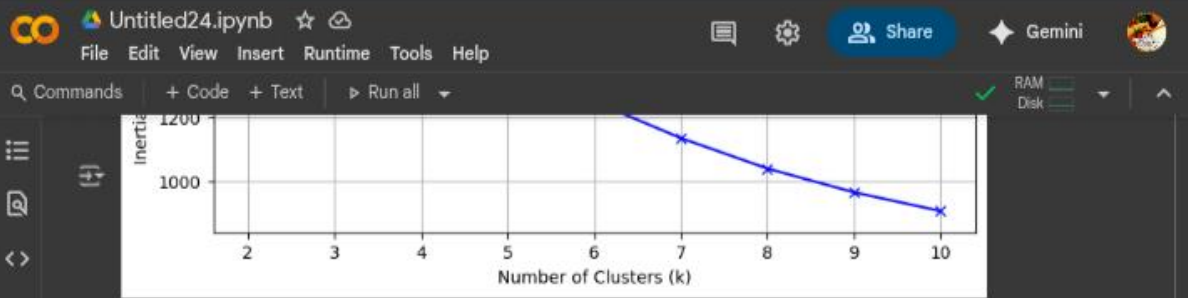 Untitled24.ipynb
File Edit View Insert Runtime Tools Help
Share
Gemini
Commands + Code + Text Run all
RAM
Disk
Inertia
1200
1000
2 3 4 5 6 7 8 9 10
Number of Clusters (k)